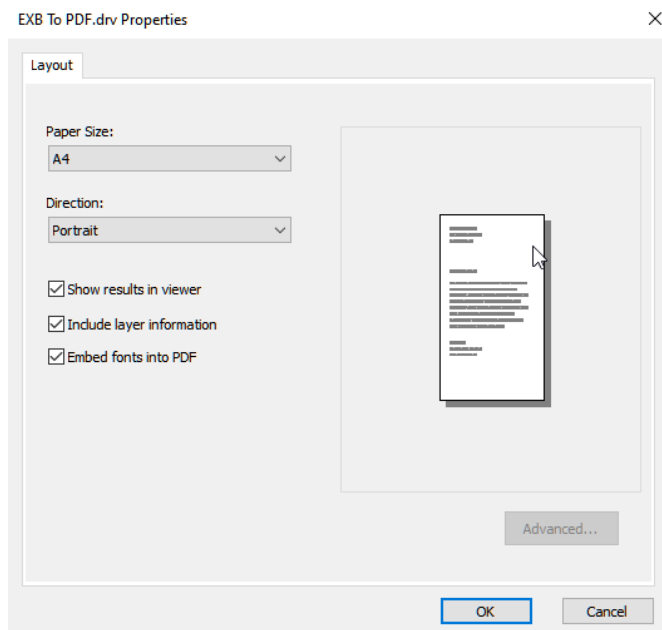 EXB To PDF.drv Properties
Layout
Paper Size:
A4
Direction:
Portrait
Show results in viewer
Include layer information
Embed fonts into PDF
Advanced...
OK
Cancel